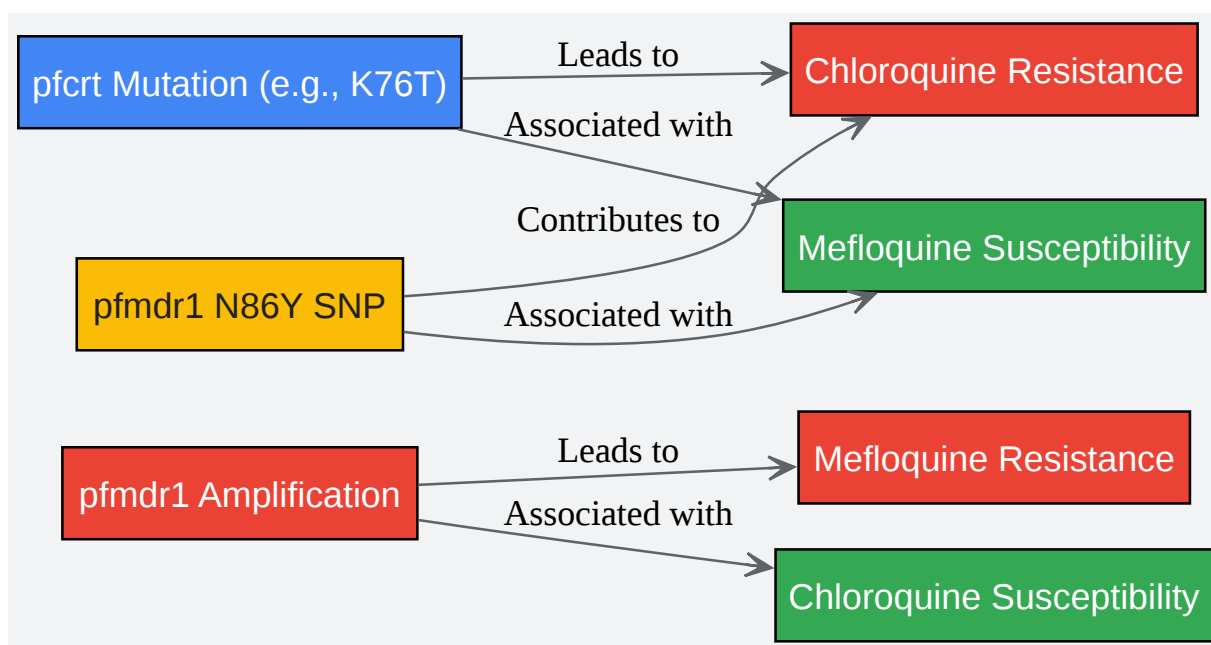 pfcrt Mutation (e.g., K76T)
Leads to
Chloroquine Resistance
Associated with
Contributes to
Mefloquine Susceptibility
pfmdr1 N86Y SNP
Associated with
pfmdr1 Amplification
Leads to
Mefloquine Resistance
Associated with
Chloroquine Susceptibility